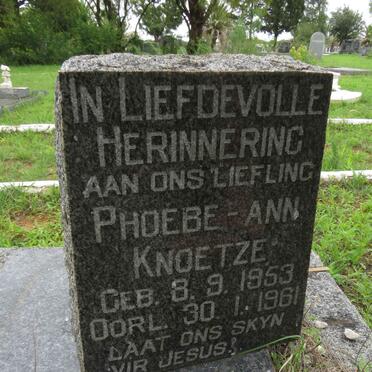 IN LIEFDEVOLLE
HERINNERING
AAN ONS LIEFLING
PHOEBE-ANN
KNOETZE
GEB. 8. 9. 1953
OORL. 30. 1. 1961
LAAT ONS SKYN
VIR JESUS!